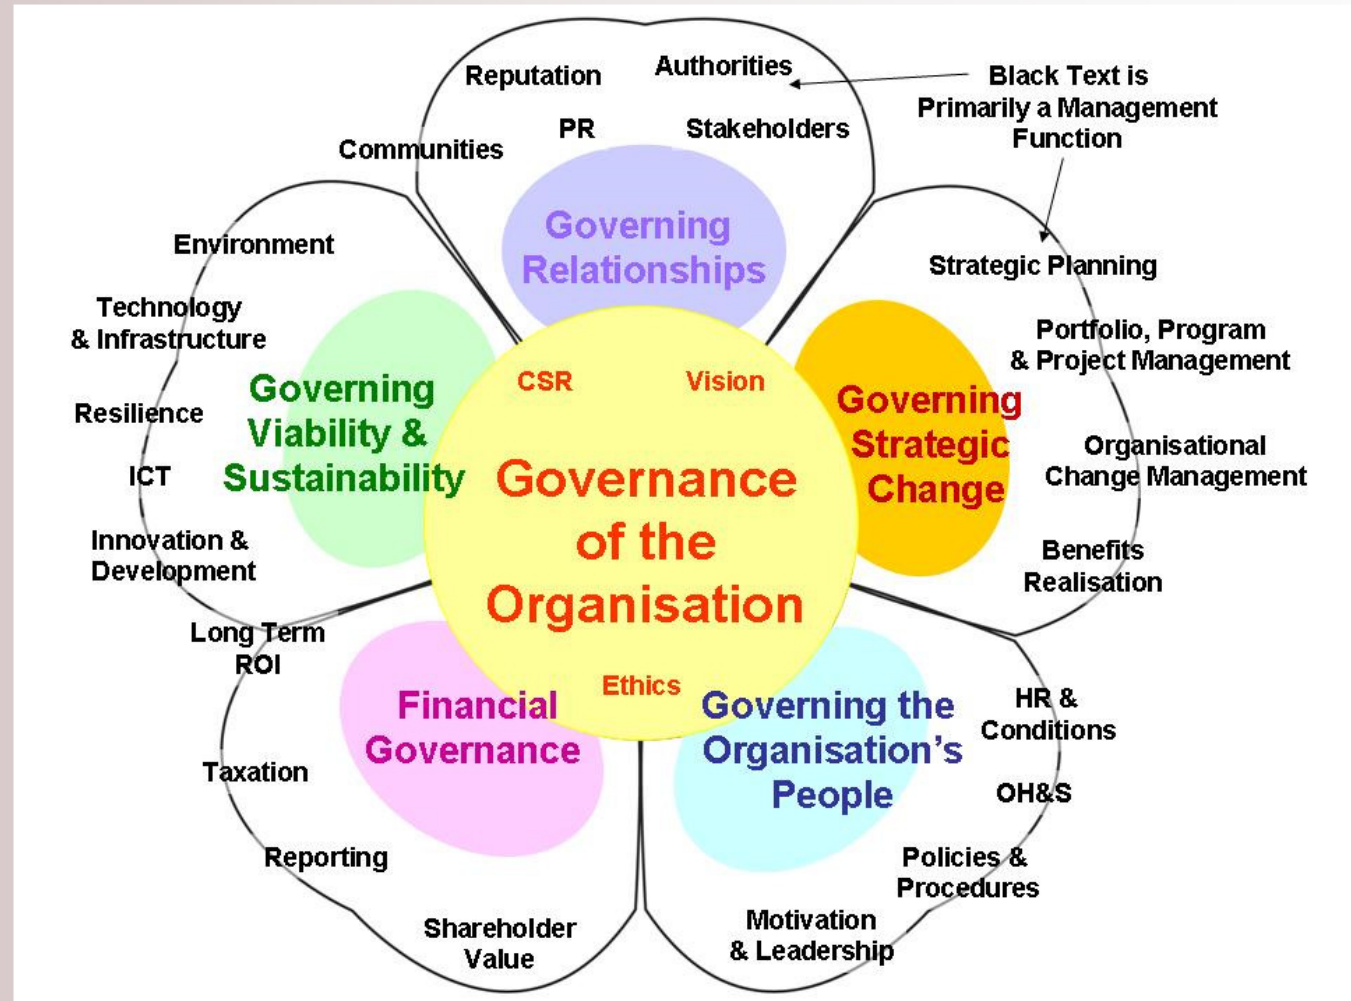 Reputation
Authorities
PR
Stakeholders
Communities
Black Text is
Primarily a Management
Function
Governing
Relationships
Environment
Technology
& Infrastructure
Resilience
ICT
Innovation &
Development
Governing
Viability &
Sustainability
CSR
Vision
Governance
of the
Organisation
Ethics
Governing
Strategic
Change
Strategic Planning
Portfolio, Program
& Project Management
Organisational
Change Management
Benefits
Realisation
Long Term
ROI
Taxation
Reporting
Shareholder
Value
Financial
Governance
Governing the
Organisation's
People
HR &
Conditions
OH&S
Policies &
Procedures
Motivation
& Leadership